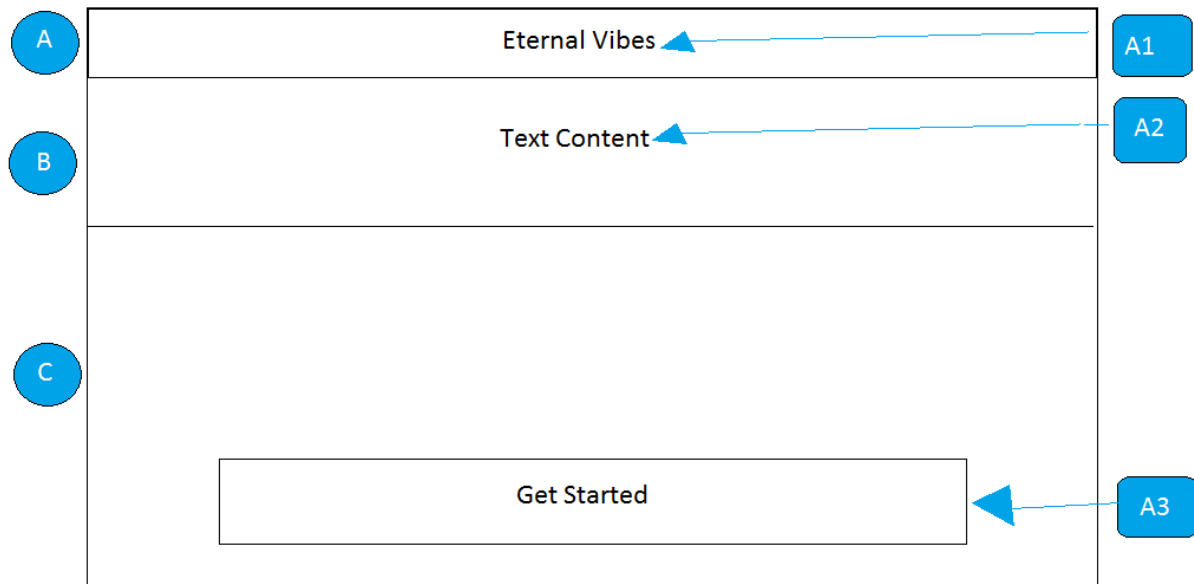 A
Eternal Vibes
A1
Text Content
A2
B
C
Get Started
A3